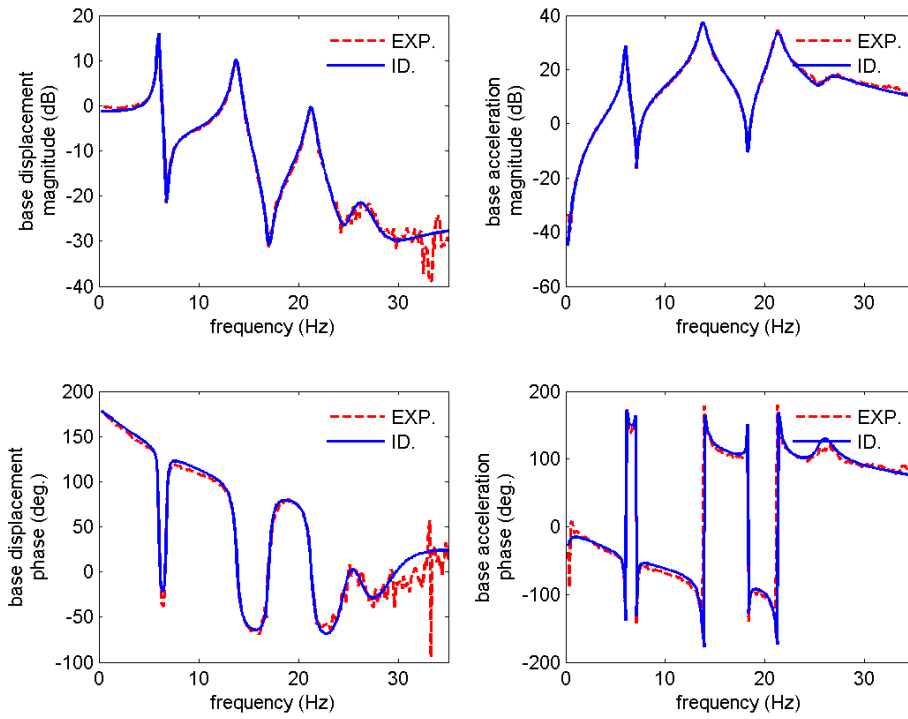 20
10
0
-10
-20
-30
-40
0
10
20
30
base displacement
magnitude (dB)
frequency (Hz)
EXP.
ID.
40
20
0
-20
-40
-60
0
10
20
30
base acceleration
magnitude (dB)
frequency (Hz)
EXP.
ID.
200
150
100
50
0
-50
-100
0
10
20
30
base displacement
phase (deg.)
frequency (Hz)
EXP.
ID.
200
100
0
-100
-200
0
10
20
30
base acceleration
phase (deg.)
frequency (Hz)
EXP.
ID.